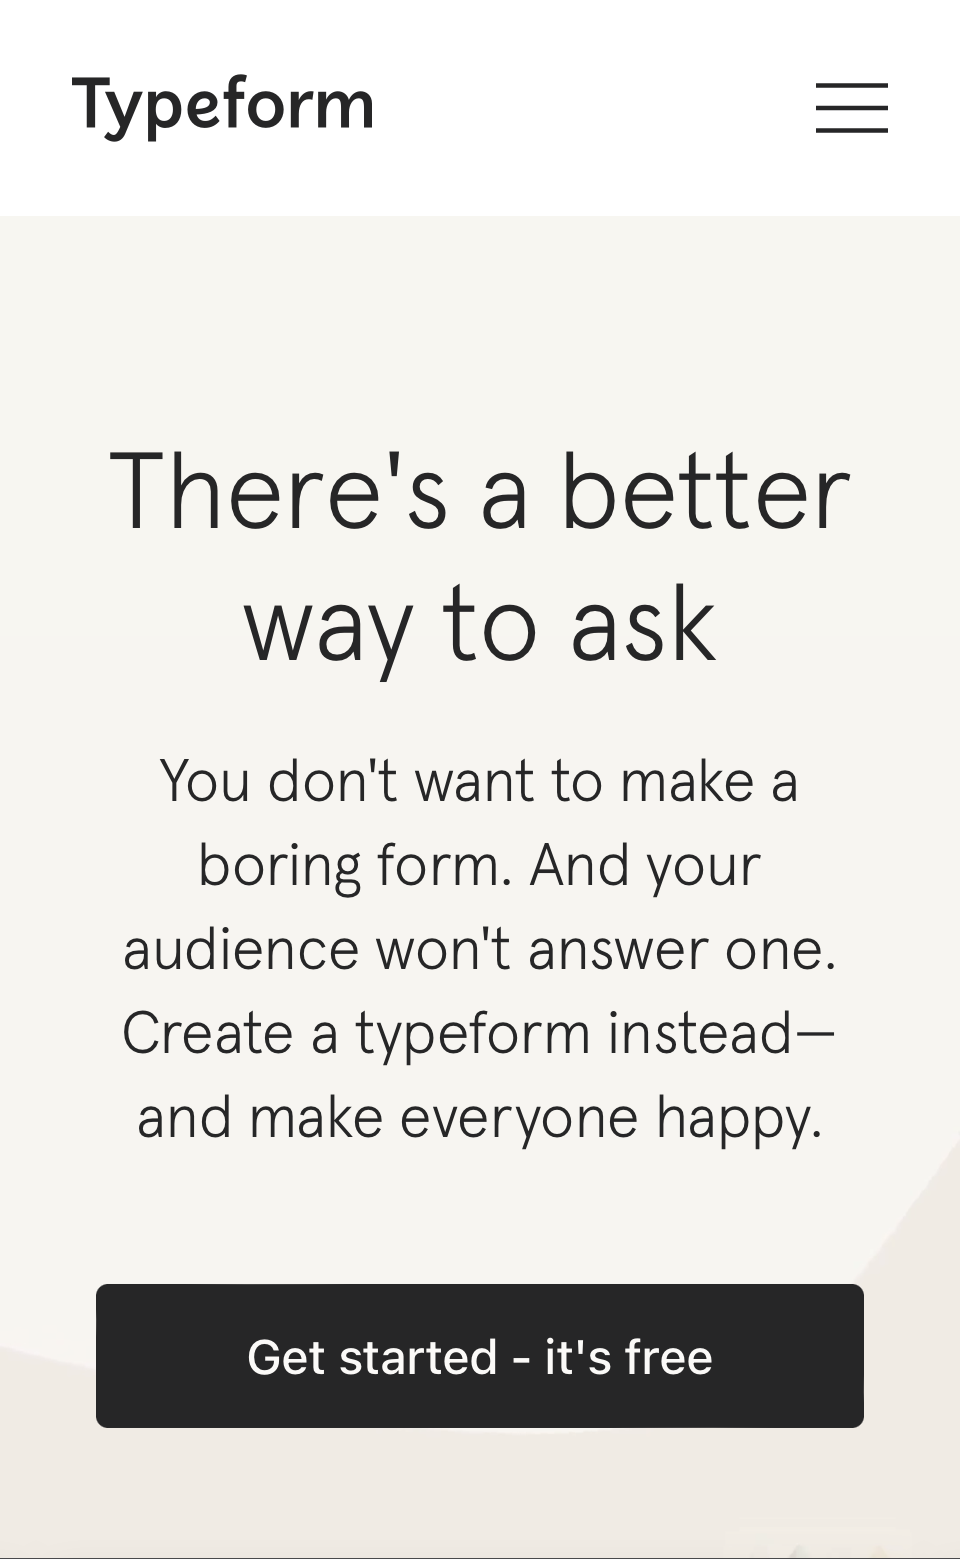 Typeform
There's a better
way to ask
You don't want to make a
boring form. And your
audience won't answer one.
Create a typeform instead—
and make everyone happy.
Get started - it's free